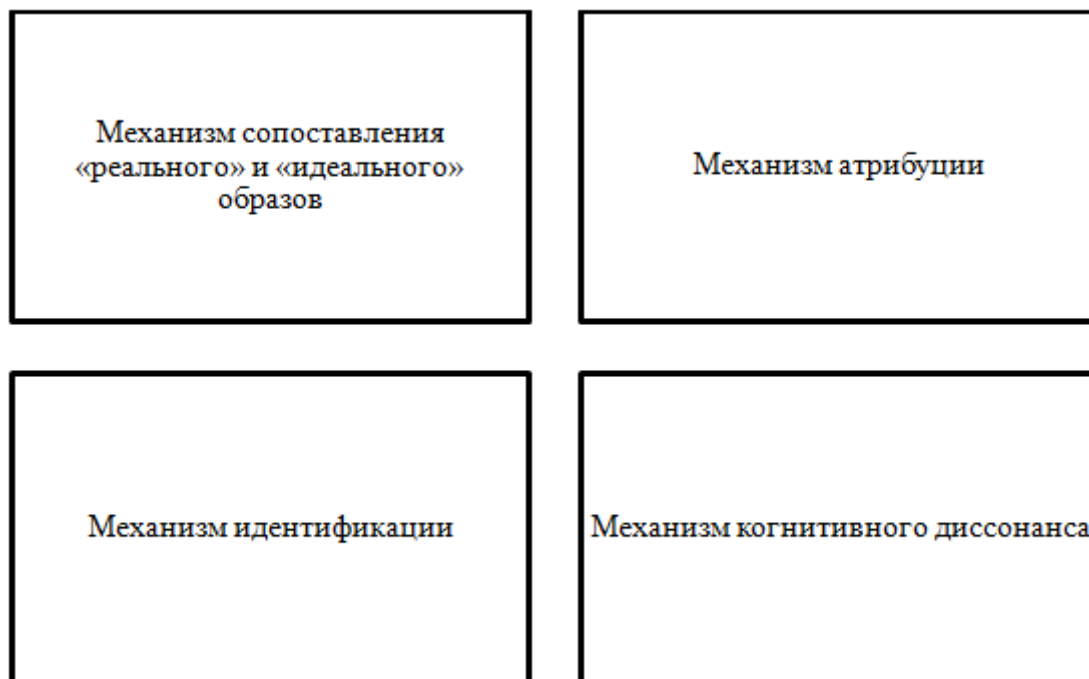 Механизм сопоставления
«реального» и «идеального»
образов
Механизм атрибуции
Механизм идентификации
Механизм когнитивного диссонанса